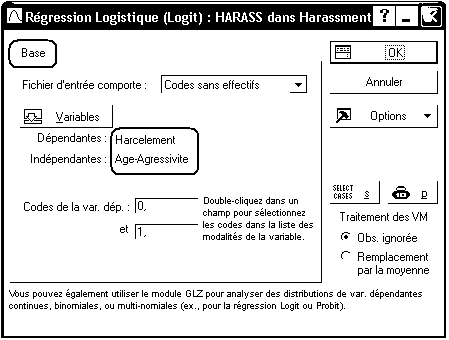 Régression Logistique (Logit) : HARASS dans Harassment
Base
OK
Fichier d'entrée comporte : Codes sans effectifs
Annuler
Variables
Options
Dépendantes : Harcelement
Indépendantes : Age-Agressivite
Codes de la var. dép. : 0,
et 1,
Double-cliquez dans un
champ pour sélectionnez
les codes dans la liste des
modalités de la variable.
SELECT
CASES S
D
Traitement des VM
Obs. ignorée
Remplacement
par la moyenne
Vous pouvez également utiliser le module GLZ pour analyser des distributions de var. dépendantes
continues, binomiales, ou multi-nomiales (ex., pour la régression Logit ou Probit).